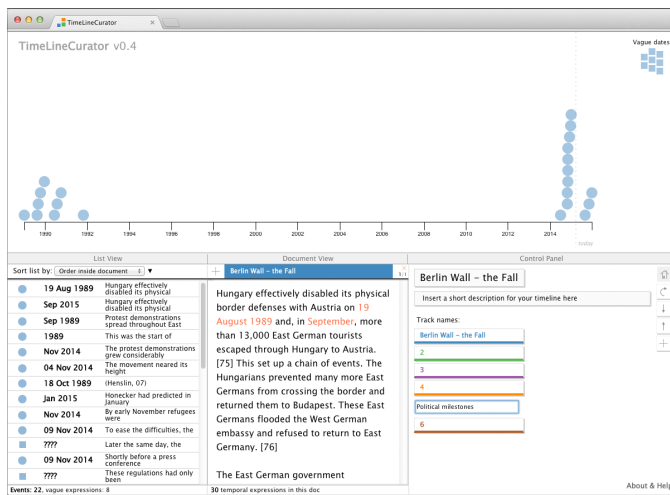 TimeLineCurator
TimeLineCurator v0.4
Vague dates
1990 1992 1994 1996 1998 2000 2002 2004 2006 2008 2010 2012 2014
today
List View
Document View
Control Panel
Sort list by: Order inside document
19 Aug 1989 Hungary effectively
disabled its physical
Sep 2015 Hungary effectively
disabled its physical
Sep 1989 Protest demonstrations
spread throughout East
1989 This was the start of
Nov 2014 The protest demonstrations
grew considerably
04 Nov 2014 The movement neared its
height
18 Oct 1989 (Henslin, 07)
Jan 2015 Honecker had predicted in
January
Nov 2014 By early November refugees
were
09 Nov 2014 To ease the difficulties, the
???? Later the same day, the
09 Nov 2014 Shortly before a press
conference
???? These regulations had only
been
Events: 22, vague expressions: 8
Berlin Wall – the Fall
1/1
Hungary effectively disabled its physical
border defenses with Austria on 19
August 1989 and, in September, more
than 13,000 East German tourists
escaped through Hungary to Austria.
[75] This set up a chain of events. The
Hungarians prevented many more East
Germans from crossing the border and
returned them to Budapest. These East
Germans flooded the West German
embassy and refused to return to East
Germany. [76]
The East German government
30 temporal expressions in this doc
Berlin Wall – the Fall
Insert a short description for your timeline here
Track names:
Berlin Wall – the Fall
2
3
4
Political milestones
6
About & Help